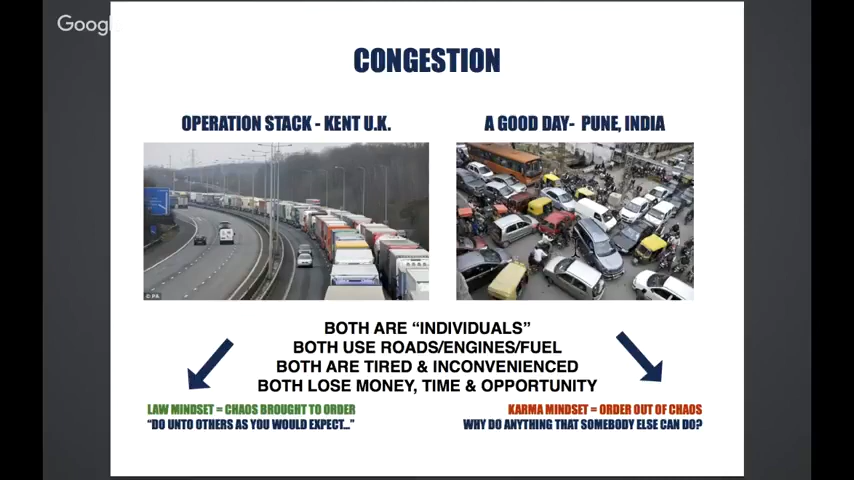 Google
CONGESTION
OPERATION STACK - KENT U.K.
A GOOD DAY- PUNE, INDIA
© PA
BOTH ARE “INDIVIDUALS”
BOTH USE ROADS/ENGINES/FUEL
BOTH ARE TIRED & INCONVENIENCED
BOTH LOSE MONEY, TIME & OPPORTUNITY
LAW MINDSET = CHAOS BROUGHT TO ORDER
“DO UNTO OTHERS AS YOU WOULD EXPECT...”
KARMA MINDSET = ORDER OUT OF CHAOS
WHY DO ANYTHING THAT SOMEBODY ELSE CAN DO?